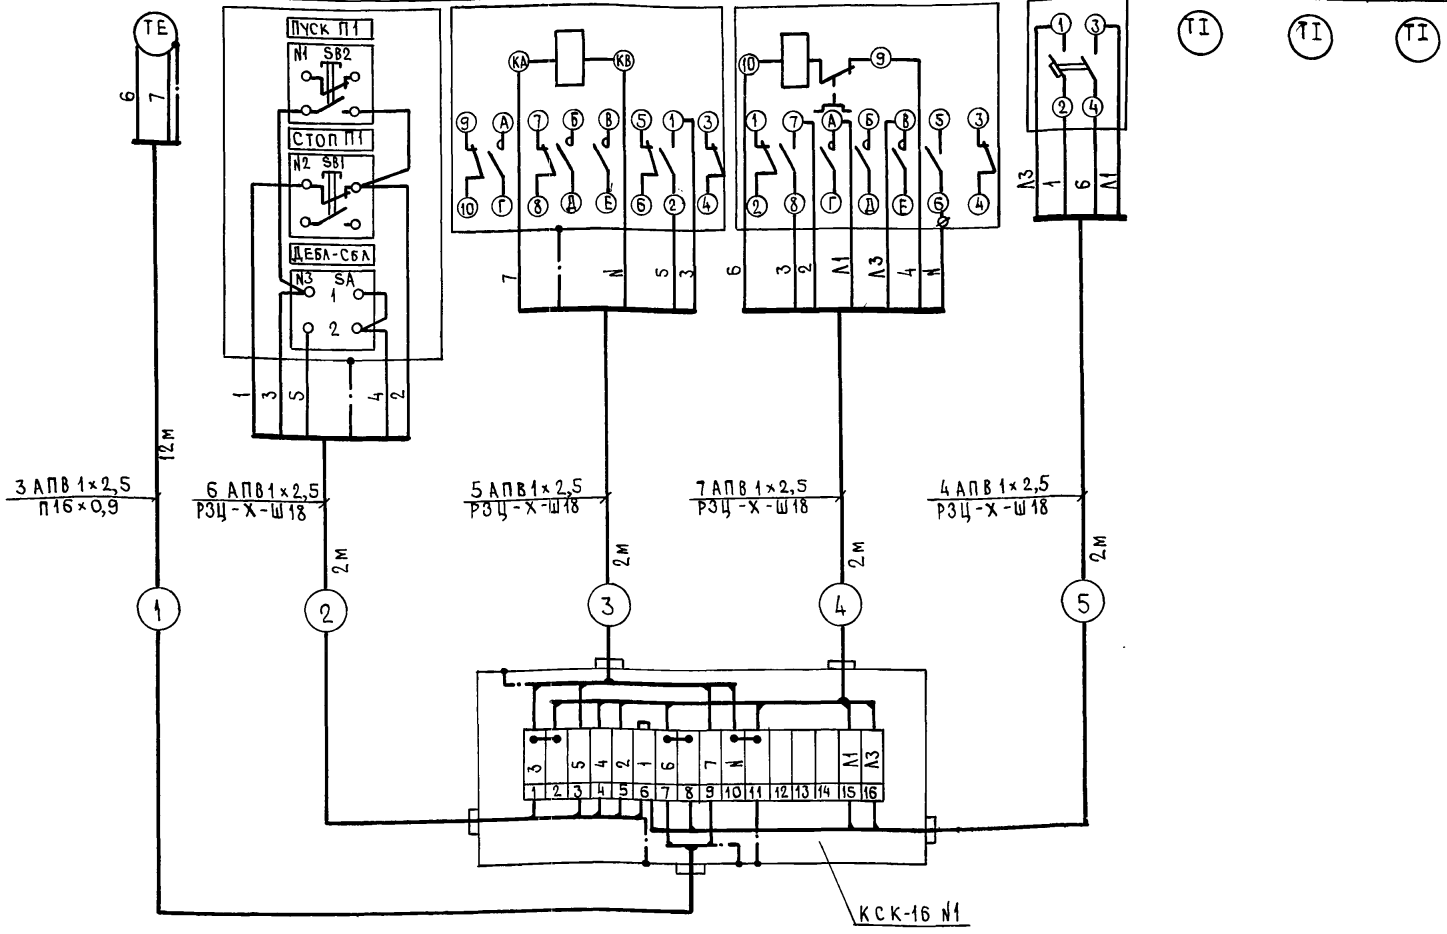 TE
6
7
12 м
ПУСК П1
N1 SB2
СТОП П1
N2 SB1
ДЕБЛ-СБЛ
N3 SA
1
2
1 3 5 4 2
КА КВ
9 А 7 Б В 5 1 3
10 Г 8 Д Е 6 2 4
7 N 5 3
10 9
1 7 А Б В 5 3
2 8 Г Д Е 6 4
6 3 2 Л1 Л3 4 N
1 3
2 4
Л3 1 6 Л1
TI TI TI
3 АПВ 1×2,5
П16×0,9
6 АПВ 1×2,5
РЗЦ-Х-Ш18
5 АПВ 1×2,5
РЗЦ-Х-Ш18
7 АПВ 1×2,5
РЗЦ-Х-Ш18
4 АПВ 1×2,5
РЗЦ-Х-Ш18
2 м 2 м 2 м 2 м
1 2 3 4 5
3 5 4 2 1 6 7 N Л1 Л3
1 2 3 4 5 6 7 8 9 10 11 12 13 14 15 16
КСК-16 N1